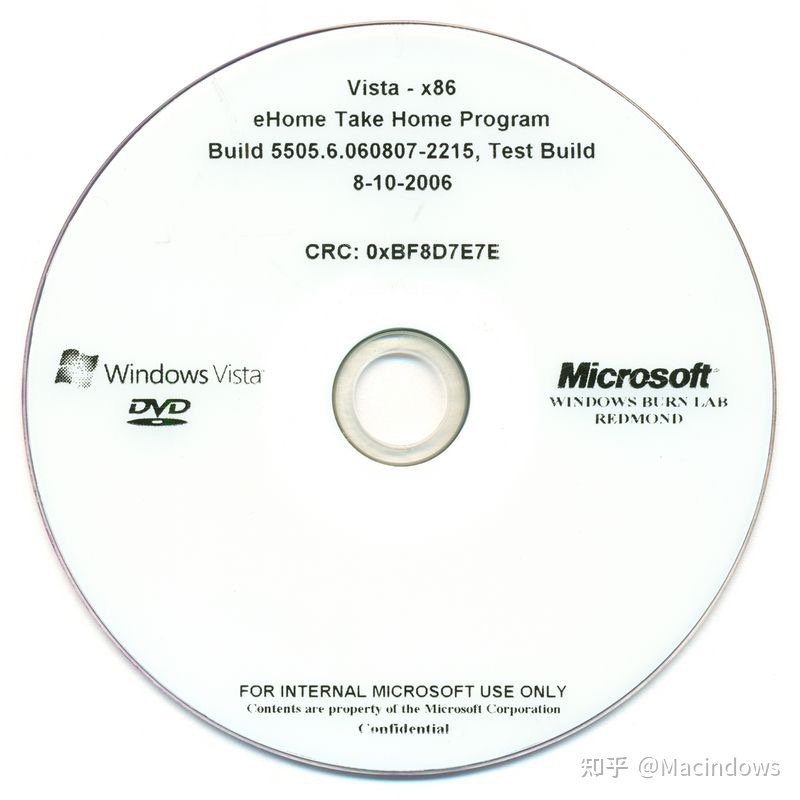 Vista - x86
eHome Take Home Program
Build 5505.6.060807-2215, Test Build
8-10-2006
CRC: 0xBF8D7E7E
Windows Vista
DVD
Microsoft
WINDOWS BURN LAB
REDMOND
FOR INTERNAL MICROSOFT USE ONLY
Contents are property of the Microsoft Corporation
Confidential
知乎 @Macindows